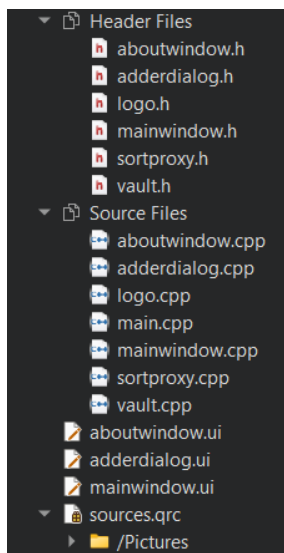 Header Files
aboutwindow.h
adderdialog.h
logo.h
mainwindow.h
sortproxy.h
vault.h
Source Files
aboutwindow.cpp
adderdialog.cpp
logo.cpp
main.cpp
mainwindow.cpp
sortproxy.cpp
vault.cpp
aboutwindow.ui
adderdialog.ui
mainwindow.ui
sources.qrc
/Pictures